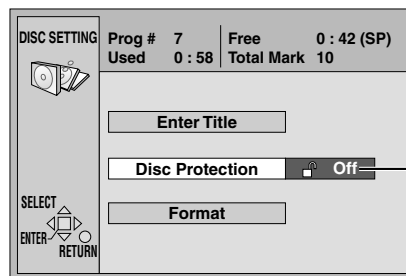 DISC SETTING
Prog # 7 Free 0 : 42 (SP)
Used 0 : 58 Total Mark 10
Enter Title
Disc Protection Off
Format
SELECT
ENTER
RETURN